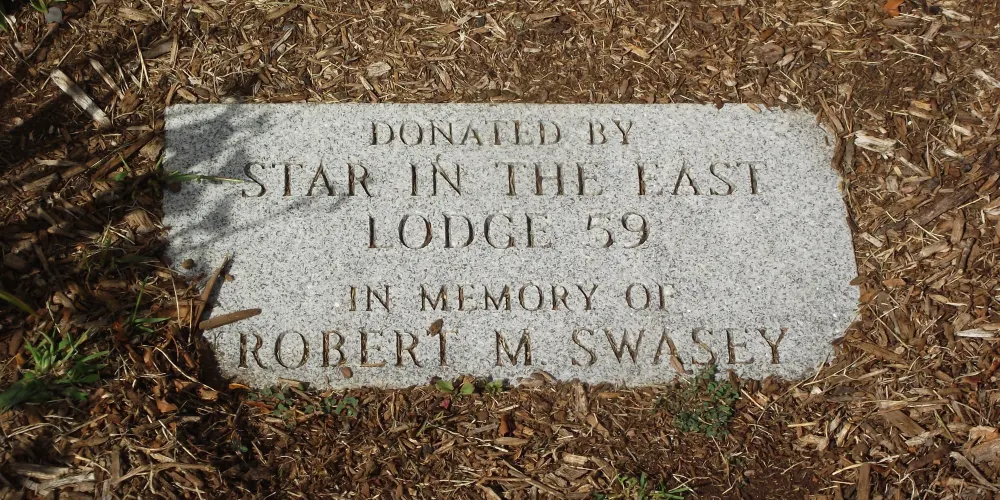 DONATED BY
STAR IN THE EAST
LODGE 59
IN MEMORY OF
ROBERT M SWASEY